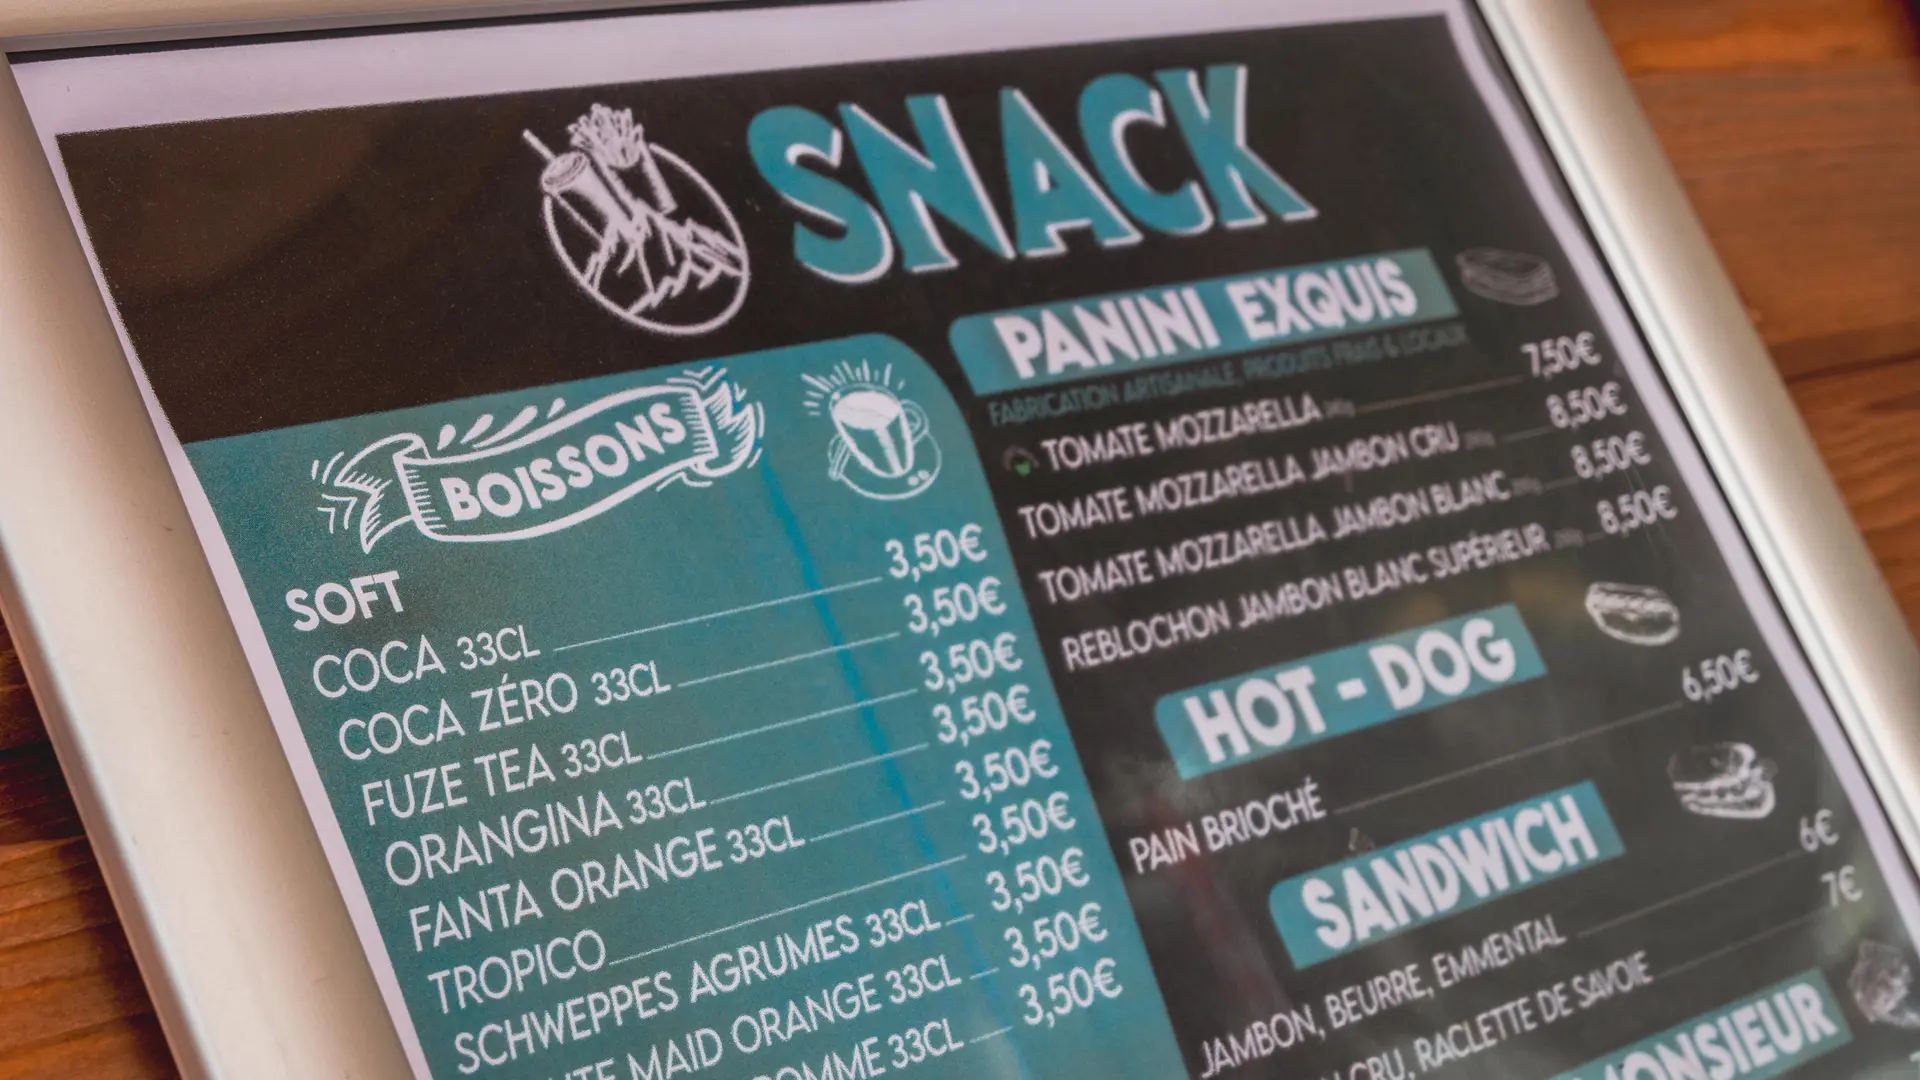 SNACK
BOISSONS
SOFT
COCA 33CL 3,50€
COCA ZÉRO 33CL 3,50€
FUZE TEA 33CL 3,50€
ORANGINA 33CL 3,50€
FANTA ORANGE 33CL 3,50€
TROPICO 3,50€
SCHWEPPES AGRUMES 33CL 3,50€
MAID ORANGE 33CL 3,50€
33CL 3,50€
PANINI EXQUIS
FABRICATION ARTISANALE, PRODUITS FRAIS & LOCAUX
TOMATE MOZZARELLA 7,50€
TOMATE MOZZARELLA JAMBON CRU 8,50€
TOMATE MOZZARELLA JAMBON BLANC 8,50€
REBLOCHON JAMBON BLANC SUPÉRIEUR 8,50€
HOT - DOG
PAIN BRIOCHÉ 6,50€
SANDWICH
JAMBON, BEURRE, EMMENTAL 6€
CRU, RACLETTE DE SAVOIE 7€
MONSIEUR